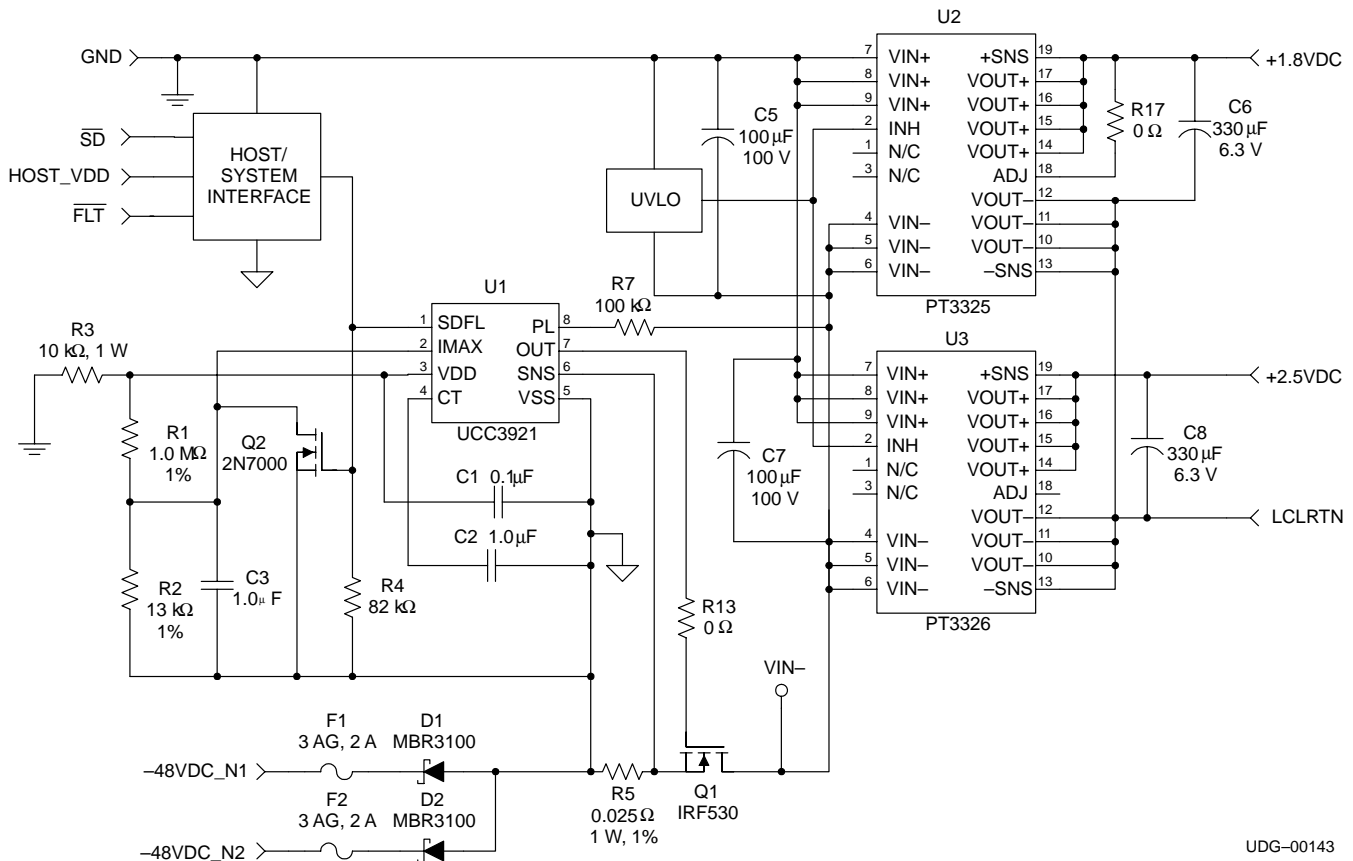 U2
GND
7 VIN+ +SNS 19
+1.8VDC
8 VIN+ VOUT+ 17
9 VIN+ VOUT+ 16
2 INH VOUT+ 15
1 N/C VOUT+ 14
3 N/C ADJ 18
VOUT– 12
4 VIN– VOUT– 11
5 VIN– VOUT– 10
6 VIN– –SNS 13
PT3325
C5
100 µF
100 V
R17
0 Ω
C6
330 µF
6.3 V
SD
HOST_VDD
FLT
HOST/
SYSTEM
INTERFACE
UVLO
U1
1 SDFL PL 8
2 IMAX OUT 7
3 VDD SNS 6
4 CT VSS 5
UCC3921
R7
100 kΩ
R3
10 kΩ, 1 W
R1
1.0 MΩ
1%
Q2
2N7000
C1 0.1µF
C2 1.0µF
R2
13 kΩ
1%
C3
1.0µ F
R4
82 kΩ
U3
7 VIN+ +SNS 19
+2.5VDC
8 VIN+ VOUT+ 17
9 VIN+ VOUT+ 16
2 INH VOUT+ 15
1 N/C VOUT+ 14
3 N/C ADJ 18
VOUT– 12
LCLRTN
4 VIN– VOUT– 11
5 VIN– VOUT– 10
6 VIN– –SNS 13
PT3326
C7
100 µF
100 V
C8
330 µF
6.3 V
R13
0 Ω
VIN–
F1
3 AG, 2 A
D1
MBR3100
–48VDC_N1
F2
3 AG, 2 A
D2
MBR3100
–48VDC_N2
R5
0.025 Ω
1 W, 1%
Q1
IRF530
UDG–00143